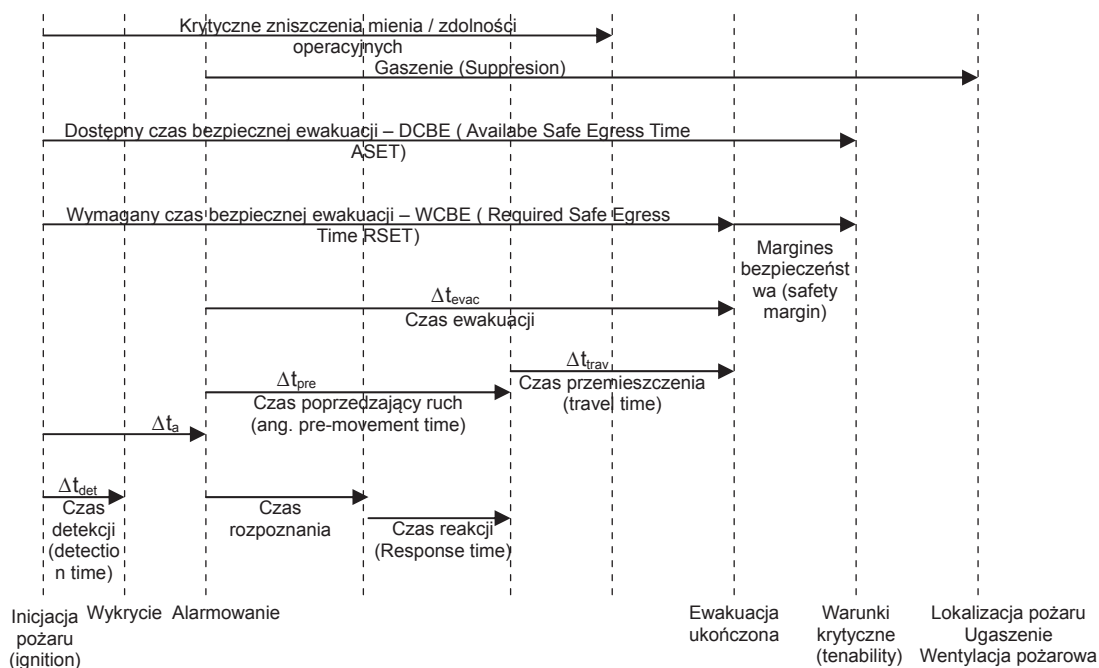 Krytyczne zniszczenia mienia / zdolności
operacyjnych
Gaszenie (Suppresion)
Dostępny czas bezpiecznej ewakuacji – DCBE ( Availabe Safe Egress Time
ASET)
Wymagany czas bezpiecznej ewakuacji – WCBE ( Required Safe Egress
Time RSET)
Margines
bezpieczeńst
wa (safety
margin)
Δtevac
Czas ewakuacji
Δttrav
Czas przemieszczenia
(travel time)
Δtpre
Czas poprzedzający ruch
(ang. pre-movement time)
Δta
Δtdet
Czas
detekcji
(detectio
n time)
Czas
rozpoznania
Czas reakcji
(Response time)
Inicjacja
pożaru
(ignition)
Wykrycie
Alarmowanie
Ewakuacja
ukończona
Warunki
krytyczne
(tenability)
Lokalizacja pożaru
Ugaszenie
Wentylacja pożarowa